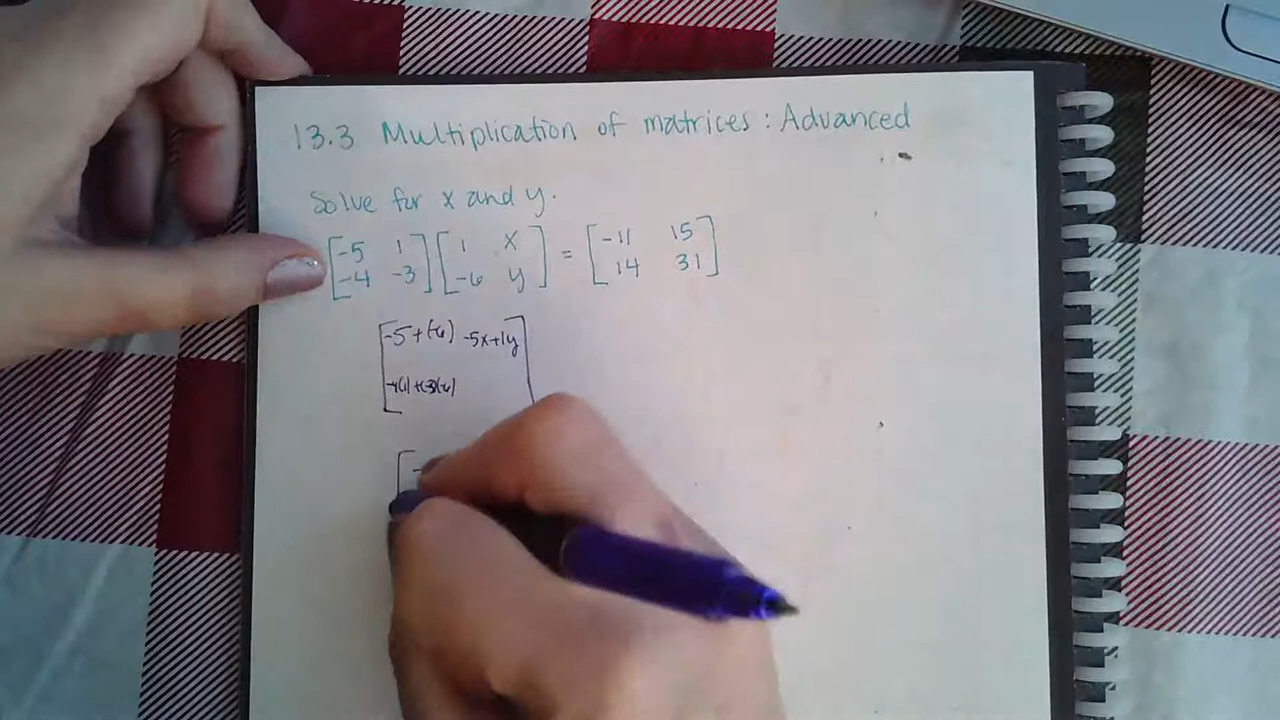 13.3 Multiplication of matrices : Advanced
Solve for x and y.
[-5 1] [1 x] = [-11 15]
[-4 -3] [-6 y] [14 31]
-5+(-6) -5x+1y
-4(1)+(-3)(-6)